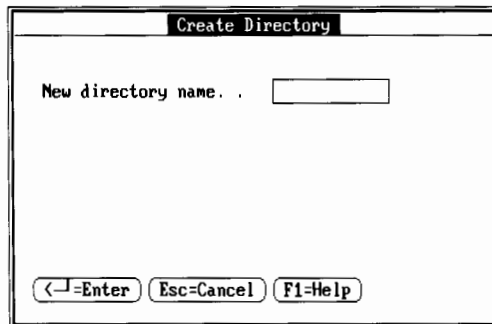 Create Directory
New directory name. .
<┘=Enter Esc=Cancel F1=Help